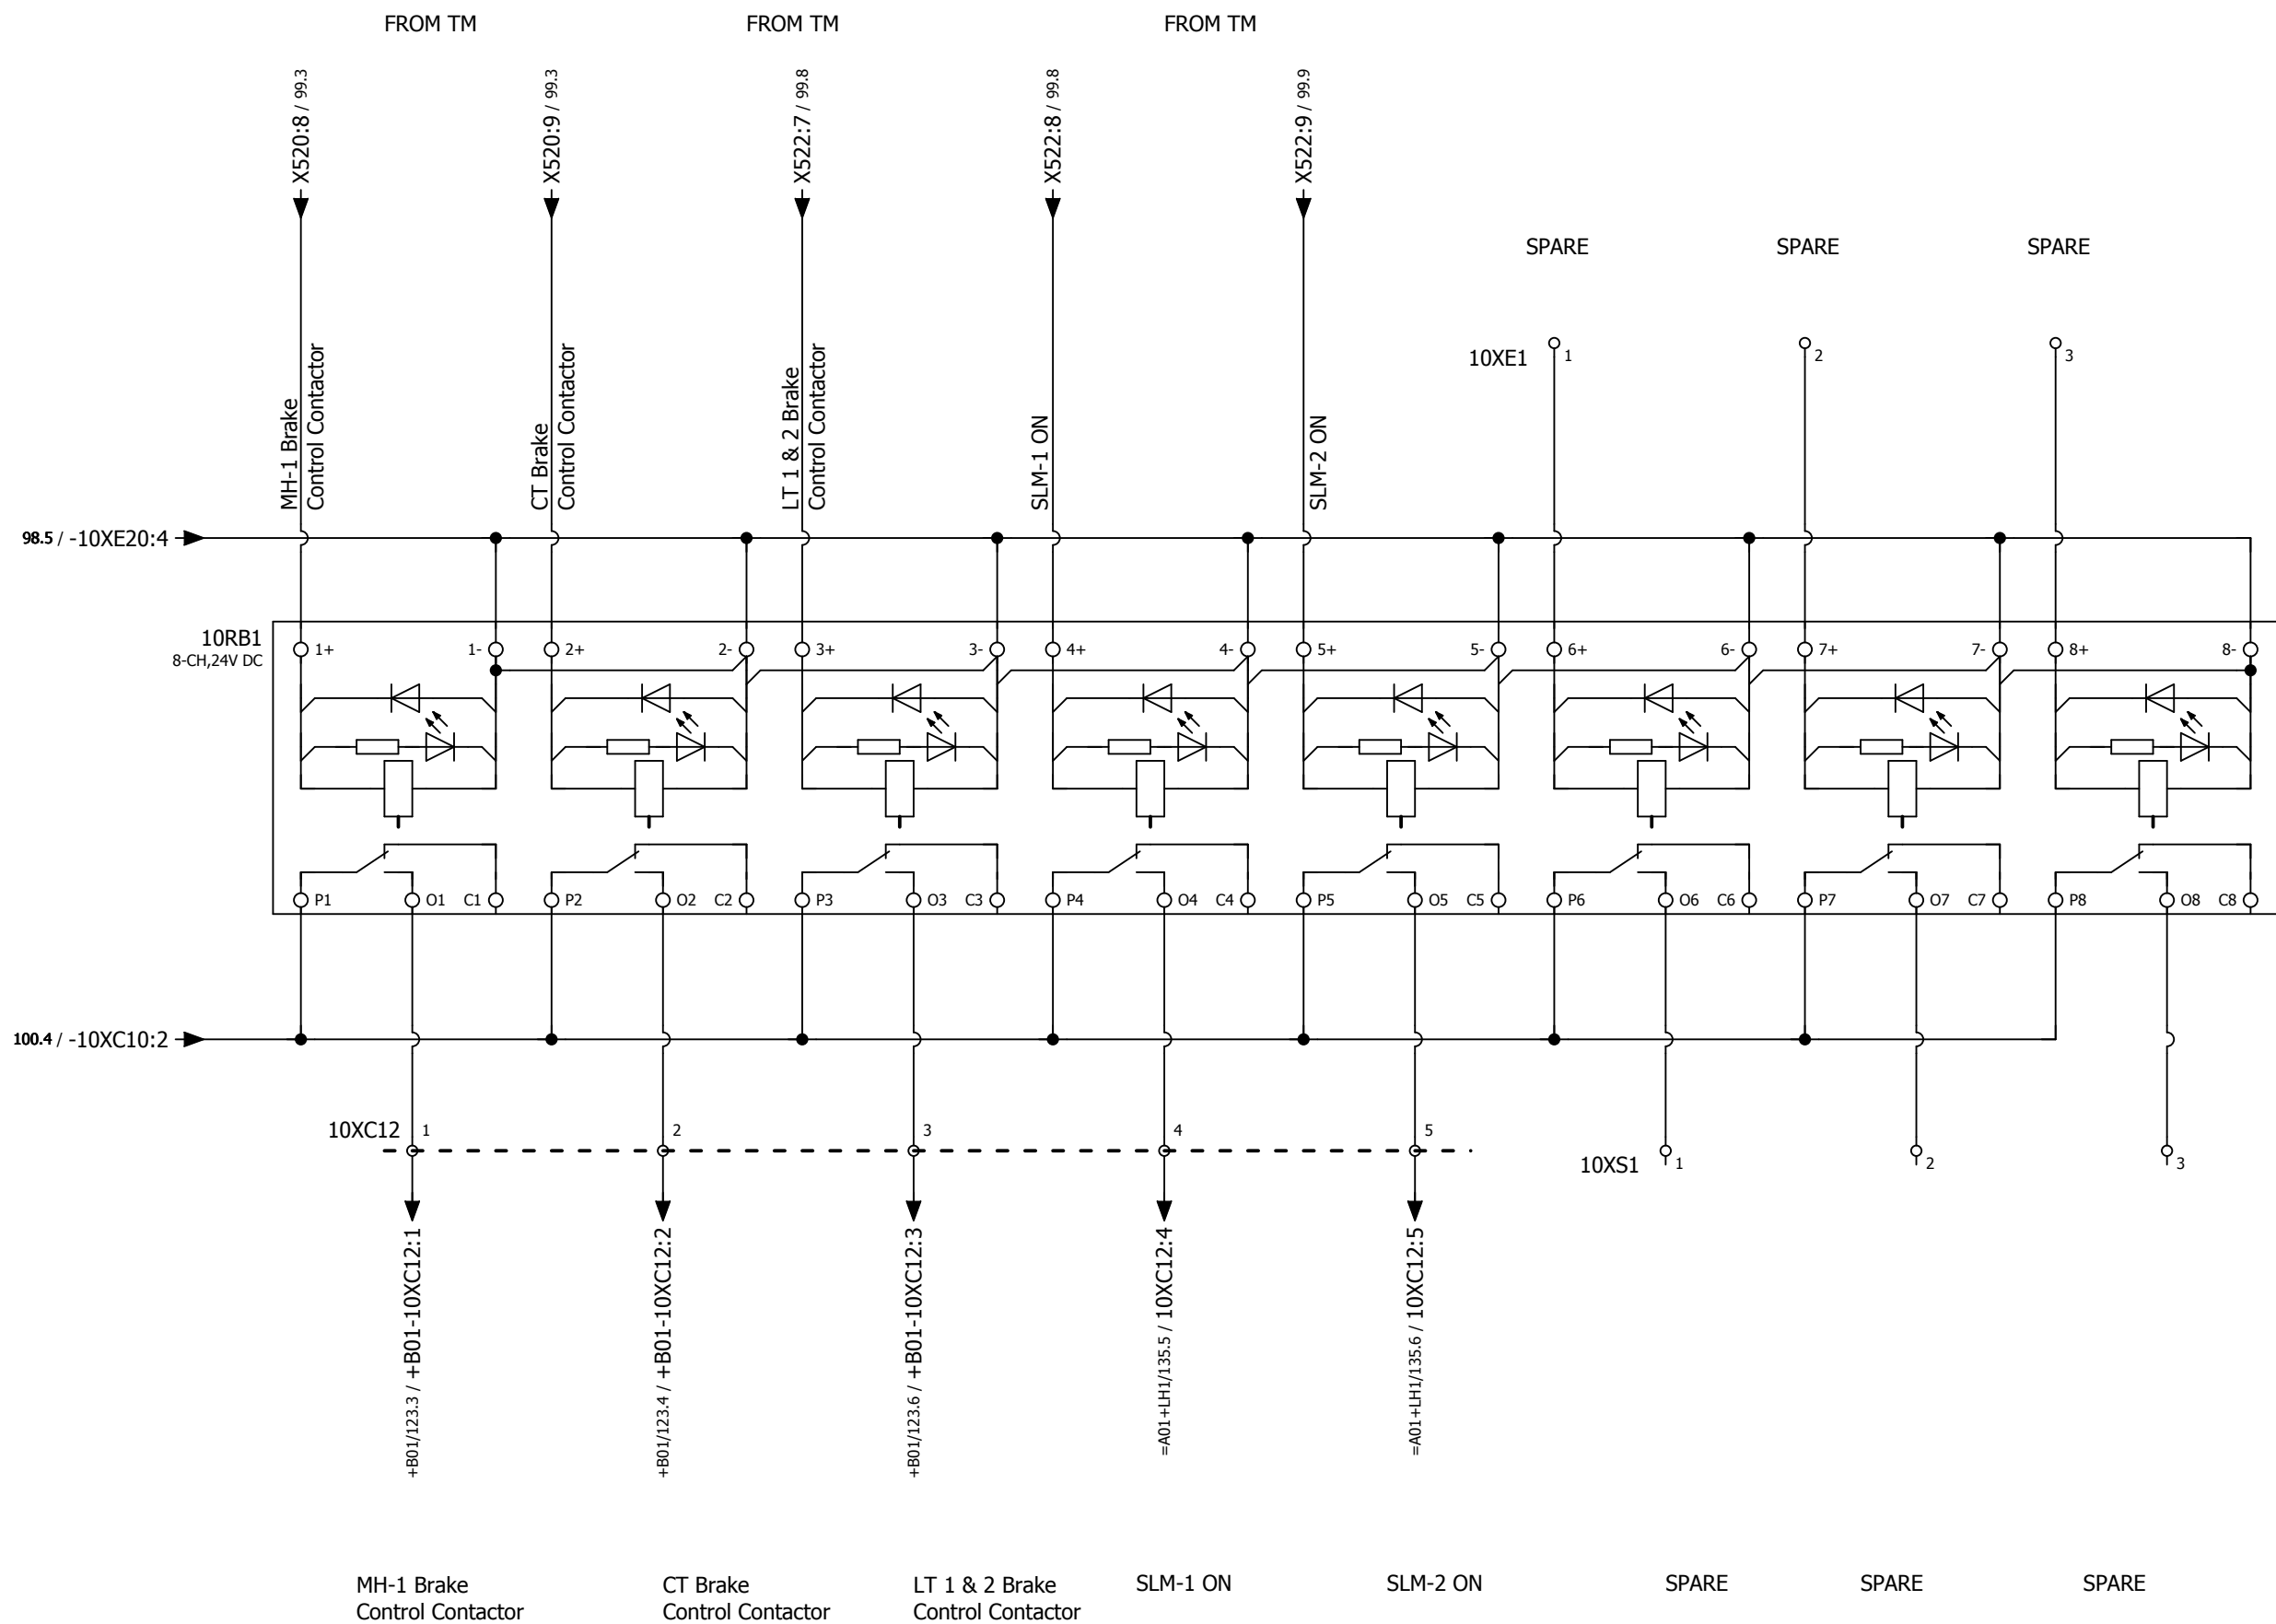 FROM TM
FROM TM
FROM TM
X520:8 / 99.3
X520:9 / 99.3
X522:7 / 99.8
X522:8 / 99.8
X522:9 / 99.9
SPARE
SPARE
SPARE
MH-1 Brake
Control Contactor
CT Brake
Control Contactor
LT 1 & 2 Brake
Control Contactor
SLM-1 ON
SLM-2 ON
10XE1
1
2
3
98.5 / -10XE20:4
10RB1
8-CH,24V DC
1+
1-
2+
2-
3+
3-
4+
4-
5+
5-
6+
6-
7+
7-
8+
8-
P1
O1
C1
P2
O2
C2
P3
O3
C3
P4
O4
C4
P5
O5
C5
P6
O6
C6
P7
O7
C7
P8
O8
C8
100.4 / -10XC10:2
10XC12
1
2
3
4
5
10XS1
1
2
3
+B01/123.3 / +B01-10XC12:1
+B01/123.4 / +B01-10XC12:2
+B01/123.6 / +B01-10XC12:3
=A01+LH1/135.5 / 10XC12:4
=A01+LH1/135.6 / 10XC12:5
MH-1 Brake
Control Contactor
CT Brake
Control Contactor
LT 1 & 2 Brake
Control Contactor
SLM-1 ON
SLM-2 ON
SPARE
SPARE
SPARE